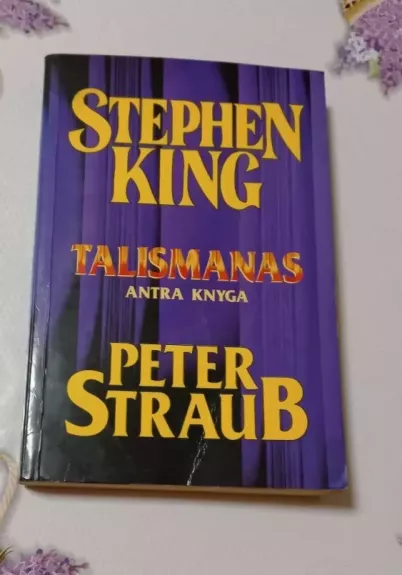 STEPHEN
KING
TALISMANAS
ANTRA KNYGA
PETER
STRAUB